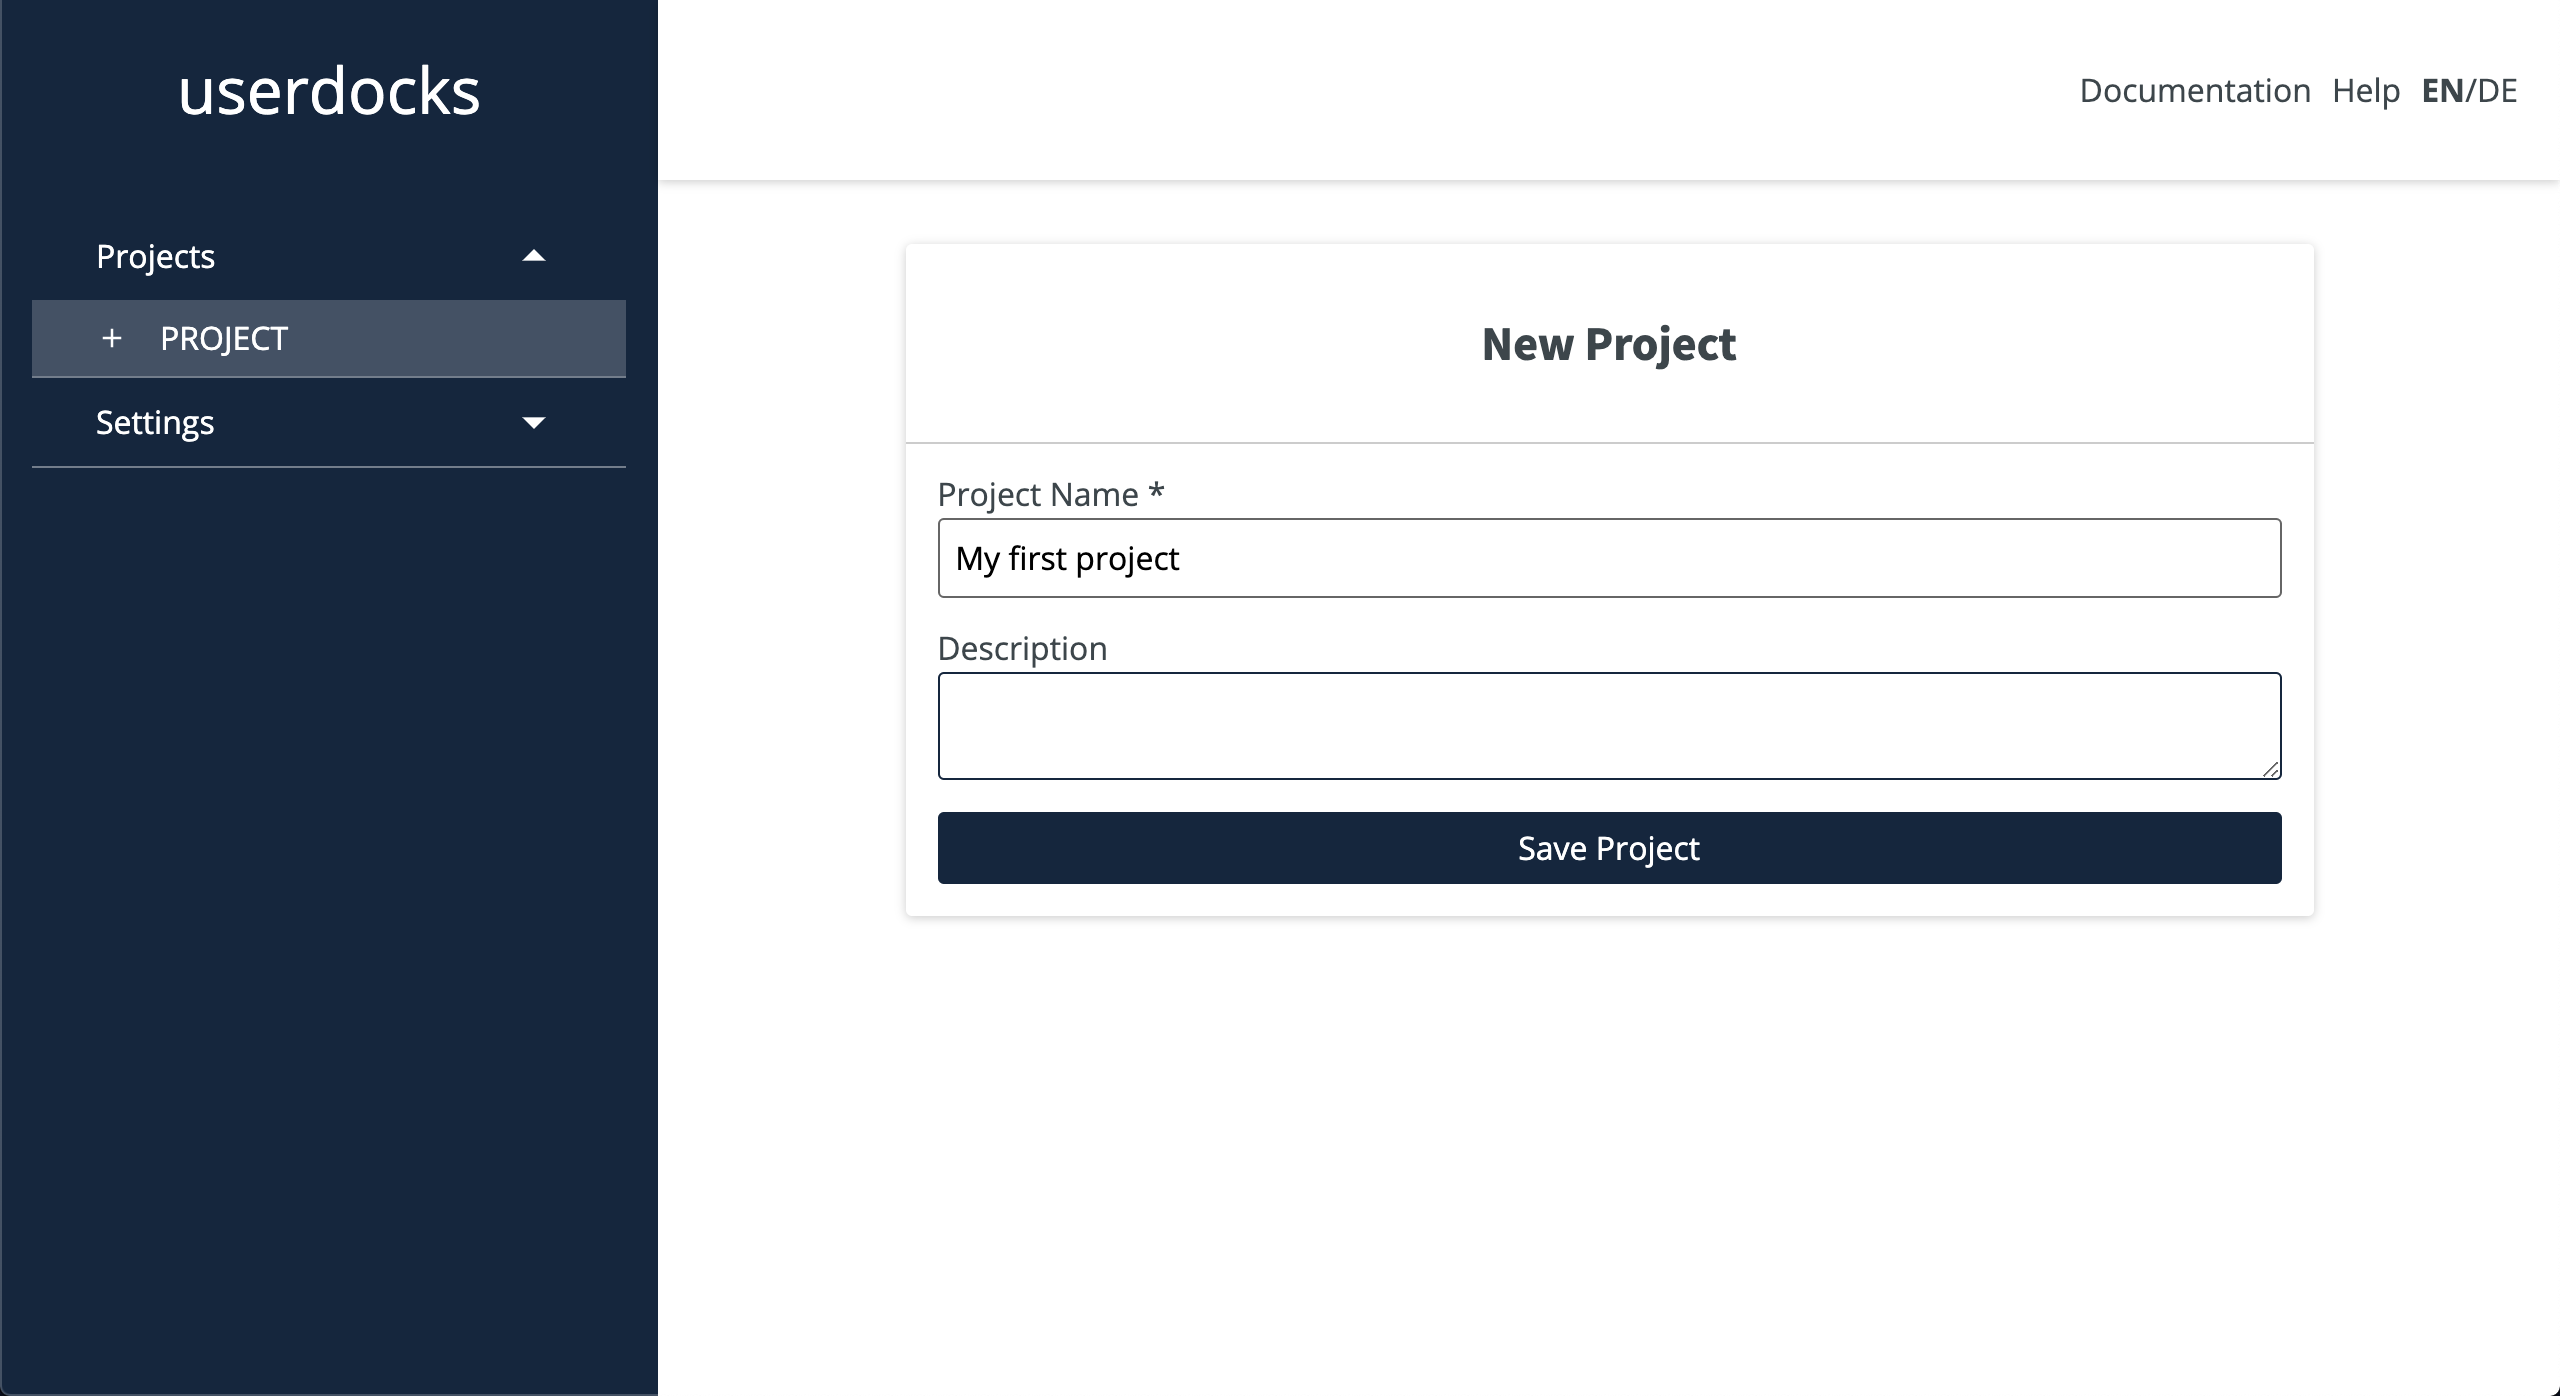 userdocks
Documentation Help EN/DE
Projects
+ PROJECT
Settings
New Project
Project Name *
My first project
Description
Save Project